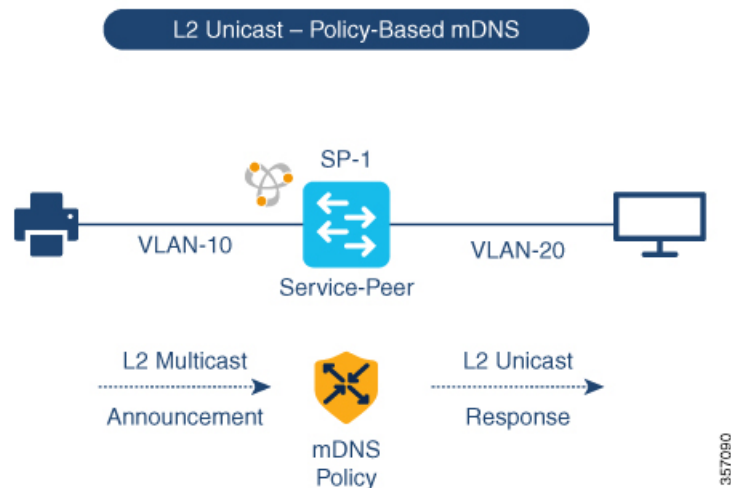 L2 Unicast – Policy-Based mDNS
SP-1
VLAN-10
VLAN-20
Service-Peer
L2 Multicast
Announcement
mDNS
Policy
L2 Unicast
Response
357090